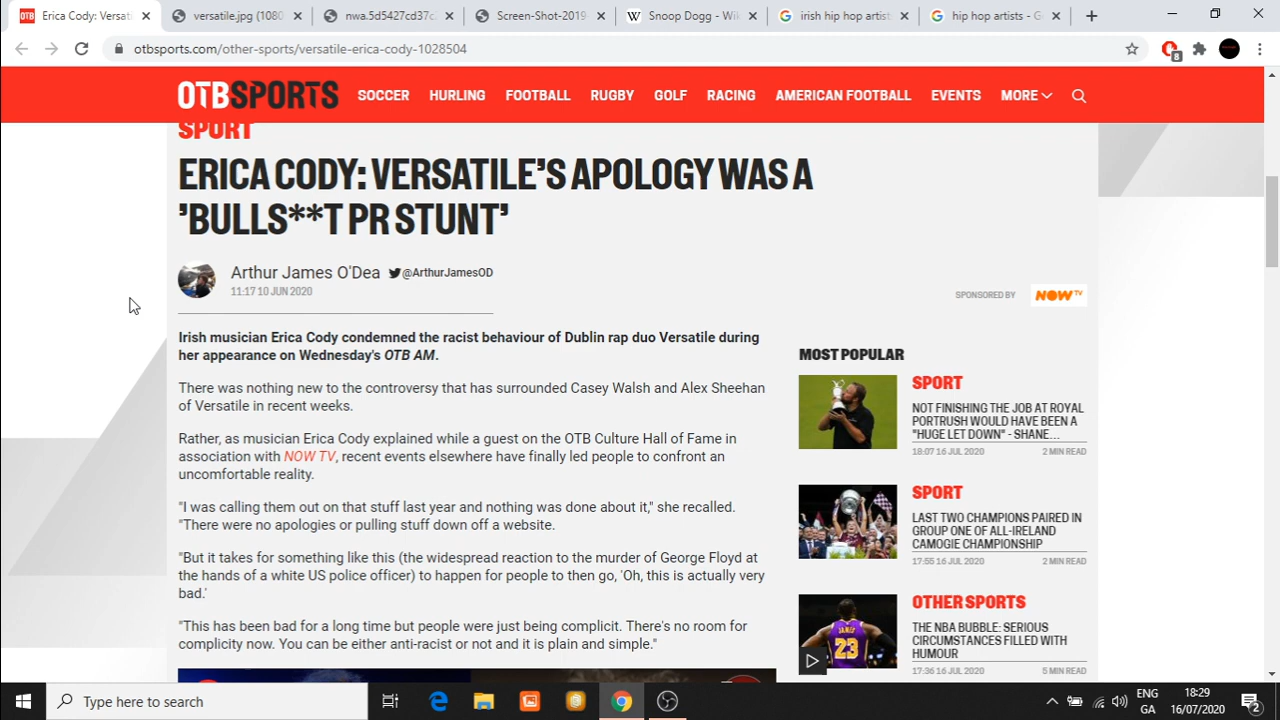 Erica Cody: Versati
versatile.jpg (1080
nwa.5d5427cd37c
Screen-Shot-2019
Snoop Dogg - Wik
irish hip hop artist
hip hop artists - G
otbsports.com/other-sports/versatile-erica-cody-1028504
8
OTBSPORTS SOCCER HURLING FOOTBALL RUGBY GOLF RACING AMERICAN FOOTBALL EVENTS MORE
SPORT
ERICA CODY: VERSATILE'S APOLOGY WAS A
'BULLS**T PR STUNT'
Arthur James O'Dea @ArthurJamesOD
11:17 10 JUN 2020
SPONSORED BY NOW TV
Irish musician Erica Cody condemned the racist behaviour of Dublin rap duo Versatile during
her appearance on Wednesday's OTB AM.
There was nothing new to the controversy that has surrounded Casey Walsh and Alex Sheehan
of Versatile in recent weeks.
Rather, as musician Erica Cody explained while a guest on the OTB Culture Hall of Fame in
association with NOW TV, recent events elsewhere have finally led people to confront an
uncomfortable reality.
"I was calling them out on that stuff last year and nothing was done about it," she recalled.
"There were no apologies or pulling stuff down off a website.
"But it takes something like this (the widespread reaction to the murder of George Floyd at
the hands of a white US police officer) to happen for people to then go, 'Oh, this is actually very
bad.'
"This has been bad for a long time but people were just being complicit. There's no room for
complicity now. You can be either anti-racist or not and it is plain and simple."
MOST POPULAR
SPORT
NOT FINISHING THE JOB AT ROYAL
PORTRUSH WOULD HAVE BEEN A
"HUGE LET DOWN" - SHANE...
18:07 16 JUL 2020 2 MIN READ
SPORT
LAST TWO CHAMPIONS PAIRED IN
GROUP ONE OF ALL-IRELAND
CAMOGIE CHAMPIONSHIP
17:55 16 JUL 2020 2 MIN READ
OTHER SPORTS
THE NBA BUBBLE: SERIOUS
CIRCUMSTANCES FILLED WITH
HUMOUR
17:36 16 JUL 2020 5 MIN READ
JAMES
23
Type here to search
ENG
GA
18:29
16/07/2020
2